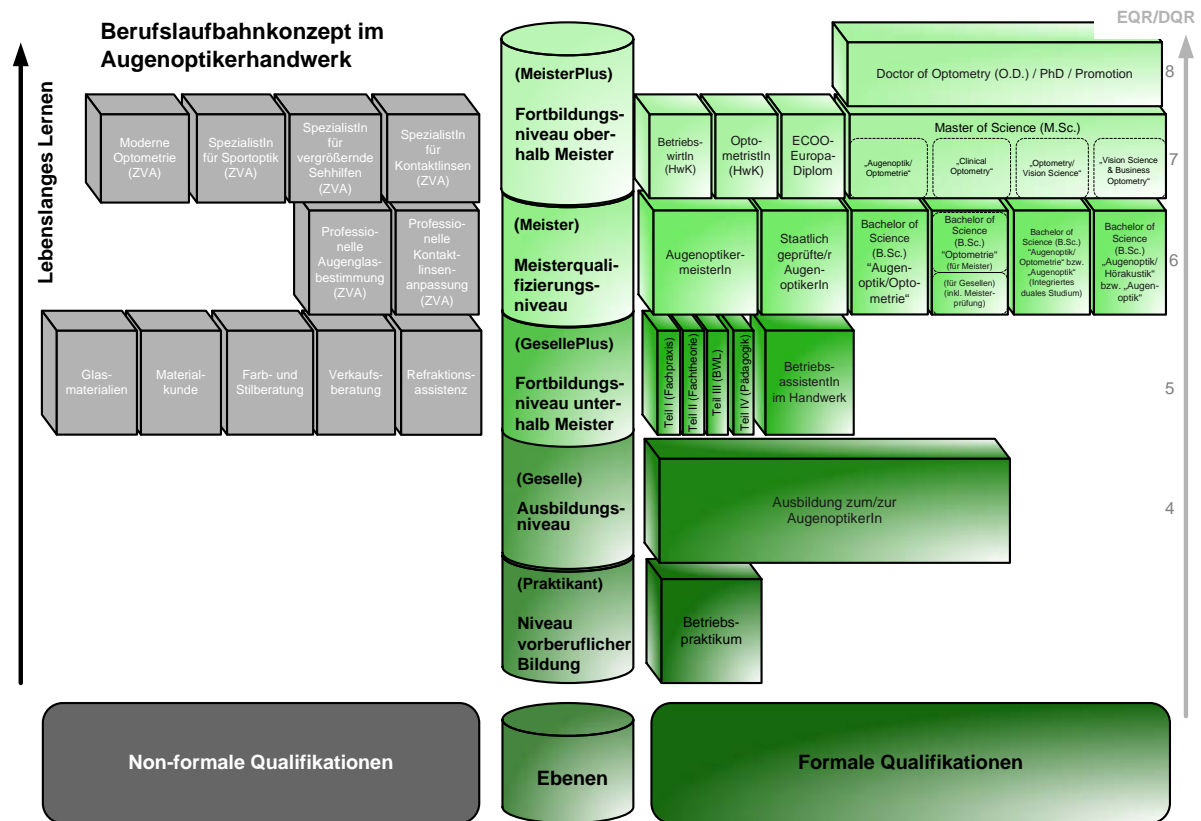 EQR/DQR
Berufslaufbahnkonzept im
Augenoptikerhandwerk
Lebenslanges Lernen
(MeisterPlus)
Fortbildungs-
niveau ober-
halb Meister
Doctor of Optometry (O.D.) / PhD / Promotion
8
Moderne
Optometrie
(ZVA)
SpezialistIn
für Sportoptik
(ZVA)
SpezialistIn
für
vergrößernde
Sehhilfen
(ZVA)
SpezialistIn
für
Kontaktlinsen
(ZVA)
Betriebs-
wirtIn
(HwK)
Opto-
metristIn
(HwK)
ECOO-
Europa-
Diplom
Master of Science (M.Sc.)
„Augenoptik/
Optometrie“
„Clinical
Optometry“
„Optometry/
Vision Science“
„Vision Science
& Business
Optometry“
7
Professio-
nelle
Augenglas-
bestimmung
(ZVA)
Professio-
nelle
Kontakt-
linsen-
anpassung
(ZVA)
(Meister)
Meisterquali-
fizierungs-
niveau
Augenoptiker-
meisterIn
Staatlich
geprüfte/r
Augen-
optikerIn
Bachelor of
Science
(B.Sc.)
“Augen-
optik/Opto-
metrie“
Bachelor of
Science
(B.Sc.)
"Optometrie“
(für Meister)
(für Gesellen)
(inkl. Meister-
prüfung)
Bachelor of
Science (B.Sc.)
“Augenoptik/
Optometrie“ bzw.
„Augenoptik“
(Integriertes
duales Studium)
Bachelor of
Science
(B.Sc.)
„Augenoptik/
Hörakustik“
bzw. „Augen-
optik“
6
Glas-
materialien
Material-
kunde
Farb- und
Stilberatung
Verkaufs-
beratung
Refraktions-
assistenz
(GesellePlus)
Fortbildungs-
niveau unter-
halb Meister
Teil I (Fachpraxis)
Teil II (Fachtheorie)
Teil III (BWL)
Teil IV (Pädagogik)
Betriebs-
assistentIn
im Handwerk
5
(Geselle)
Ausbildungs-
niveau
Ausbildung zum/zur
AugenoptikerIn
4
(Praktikant)
Niveau
vorberuflicher
Bildung
Betriebs-
praktikum
Non-formale Qualifikationen
Ebenen
Formale Qualifikationen